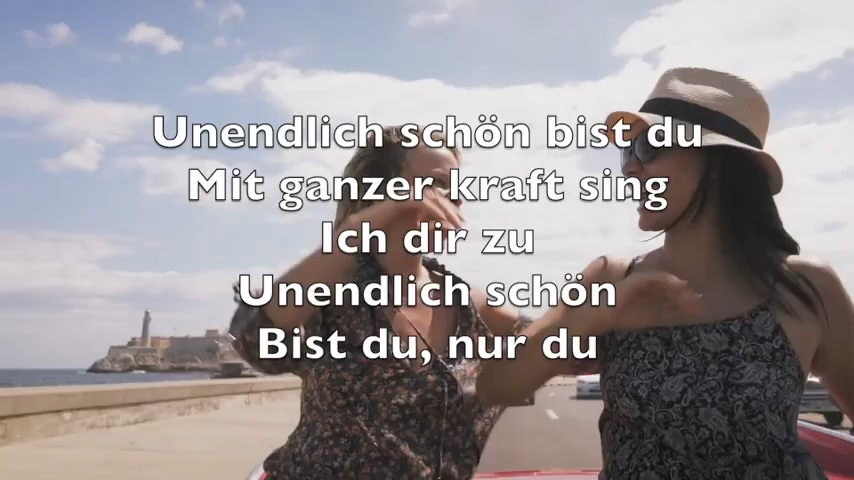 Unendlich schön bist du
Mit ganzer kraft sing
Ich dir zu
Unendlich schön
Bist du, nur du